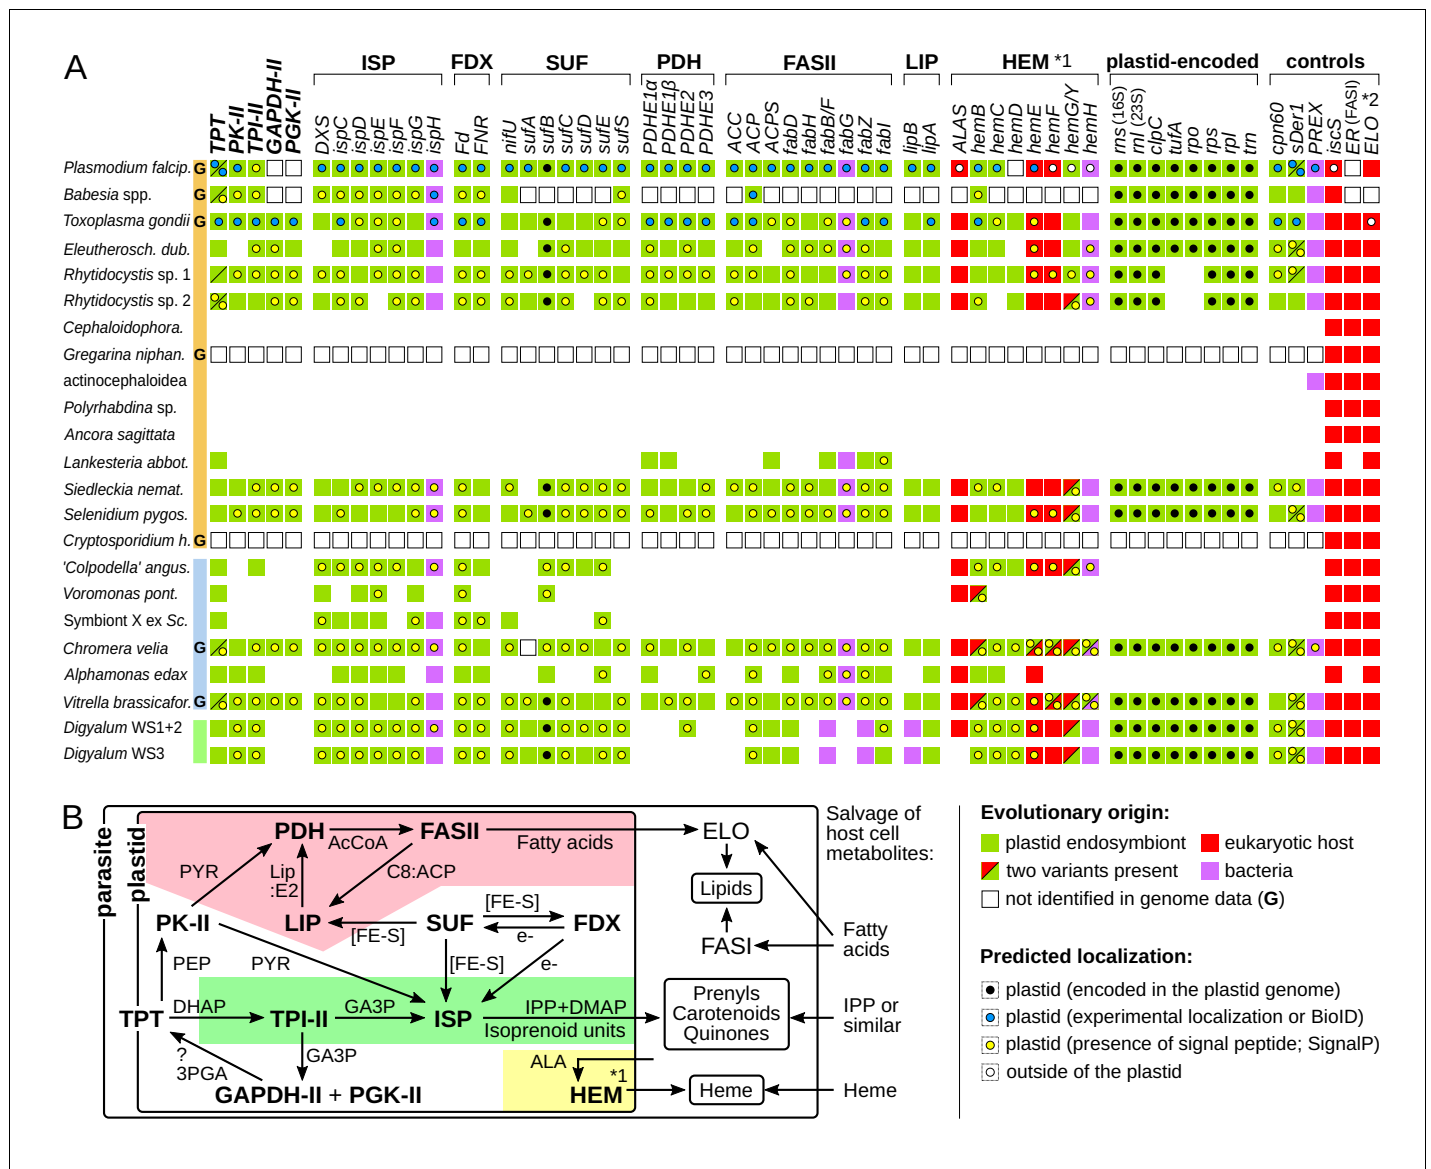 A
ISP FDX SUF PDH FASII LIP HEM *1 plastid-encoded controls
TPT PK-II TPI-II GAPDH-II PGK-II DXS ispC ispD ispE ispF ispG ispH Fd FNR nifU sufA sufB sufC sufD sufE sufS PDHE1α PDHE1β PDHE2 PDHE3 ACC ACP ACPS fabD fabH fabB/F fabG fabZ fabI lipB lipA ALAS hemB hemC hemD hemE hemF hemG/Y hemH rns (16S) rnl (23S) clpC tufA rpo rps rpl trn cpn60 sDer1 PREX iscS ER (FASI) ELO *2
Plasmodium falcip. G
Babesia spp. G
Toxoplasma gondii G
Eleutherosch. dub.
Rhytidocystis sp. 1
Rhytidocystis sp. 2
Cephaloidophora.
Gregarina niphan. G
actinocephaloidea
Polyrhabdina sp.
Ancora sagittata
Lankesteria abbot.
Siedleckia nemat.
Selenidium pygos.
Cryptosporidium h. G
'Colpodella' angus.
Voromonas pont.
Symbiont X ex Sc.
Chromera velia G
Alphamonas edax
Vitrella brassicafor. G
Digyalum WS1+2
Digyalum WS3
B
parasite
plastid
PDH
AcCoA
FASII
Fatty acids
ELO
PYR
Lip
:E2
C8:ACP
Lipids
PK-II
LIP
[FE-S]
SUF
[FE-S]
e-
FDX
FASI
PEP
PYR
[FE-S]
e-
TPT
DHAP
TPI-II
GA3P
ISP
IPP+DMAP
Isoprenoid units
Prenyls
Carotenoids
Quinones
?
3PGA
GA3P
GAPDH-II + PGK-II
ALA
*1
HEM
Heme
Salvage of
host cell
metabolites:
Fatty
acids
IPP or
similar
Heme
Evolutionary origin:
plastid endosymbiont
eukaryotic host
two variants present
bacteria
not identified in genome data (G)
Predicted localization:
plastid (encoded in the plastid genome)
plastid (experimental localization or BioID)
plastid (presence of signal peptide; SignalP)
outside of the plastid